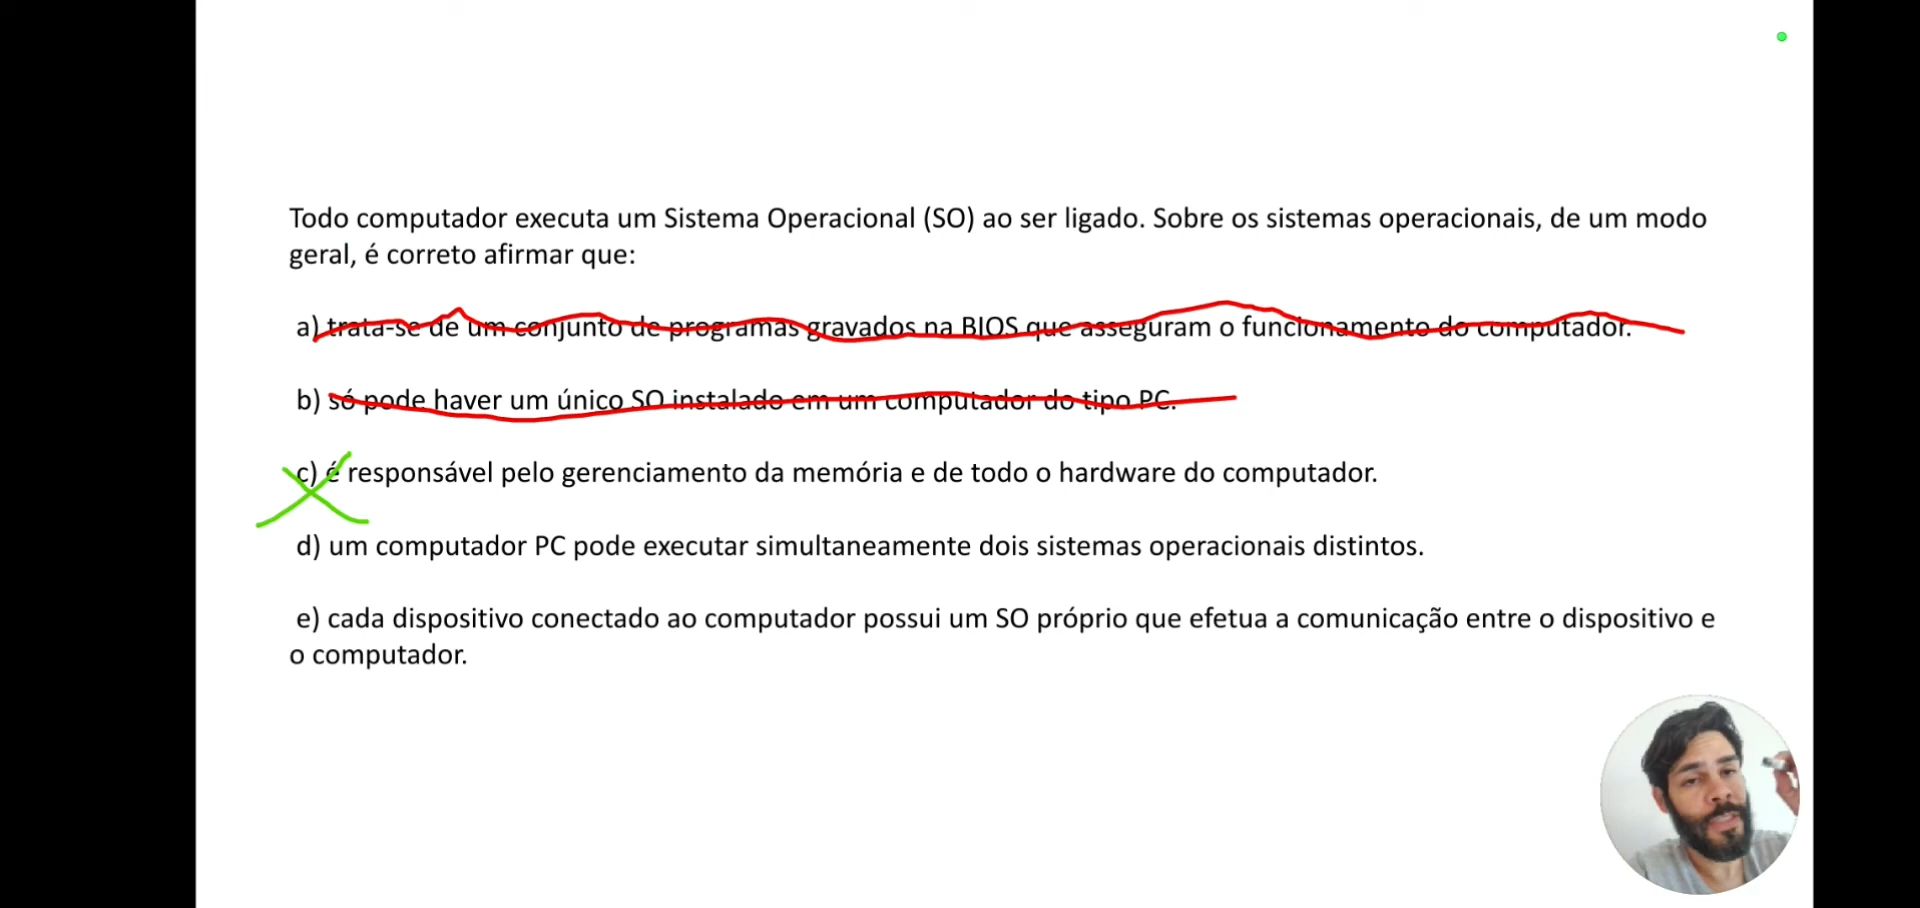 Todo computador executa um Sistema Operacional (SO) ao ser ligado. Sobre os sistemas operacionais, de um modo
geral, é correto afirmar que:
a) trata-se de um conjunto de programas gravados na BIOS que asseguram o funcionamento do computador.
b) só pode haver um único SO instalado em um computador do tipo PC.
c) é responsável pelo gerenciamento da memória e de todo o hardware do computador.
d) um computador PC pode executar simultaneamente dois sistemas operacionais distintos.
e) cada dispositivo conectado ao computador possui um SO próprio que efetua a comunicação entre o dispositivo e
o computador.